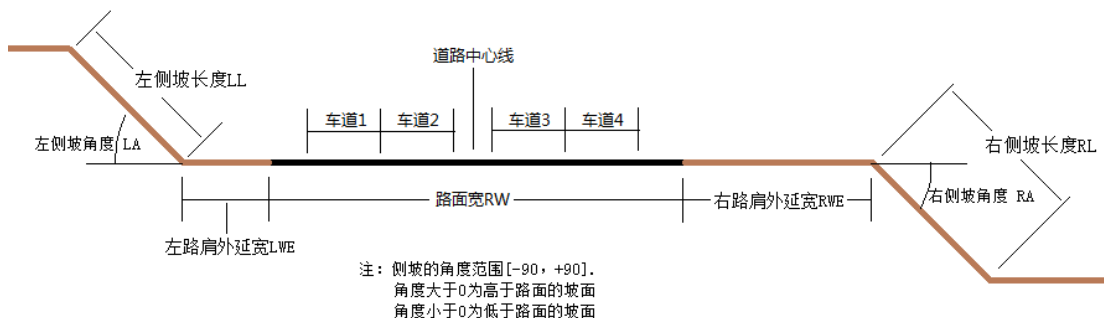 道路中心线
左侧坡长度LL
车道1
车道2
车道3
车道4
左侧坡角度 LA
右侧坡长度RL
路面宽RW
右路肩外延宽RWE
右侧坡角度 RA
左路肩外延宽LWE
注: 侧坡的角度范围[-90, +90].
角度大于0为高于路面的坡面
角度小于0为低于路面的坡面